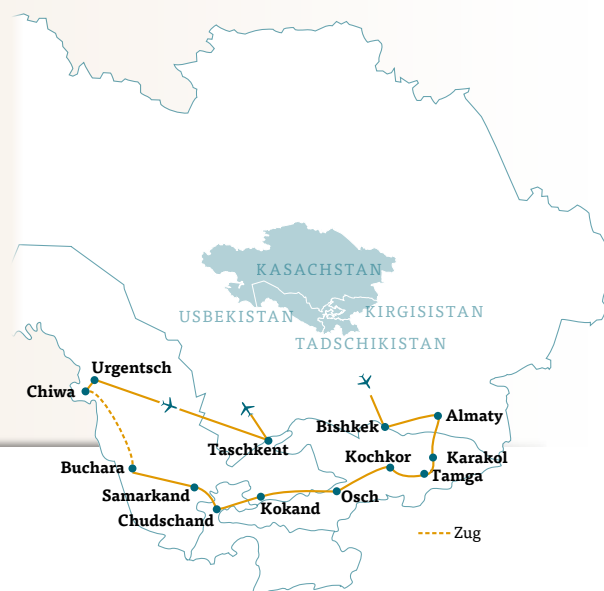 KASACHSTAN
USBEKISTAN
KIRGISISTAN
TADSCHIKISTAN
Urgentsch
Chiwa
Almaty
Bishkek
Taschkent
Kochkor
Karakol
Buchara
Tamga
Samarkand
Osch
Kokand
Chudschand
Zug